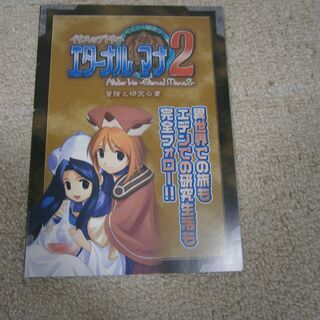 イリスのアトリエ
エターナルマナ2
Atelier Iris ~Eternal Mana2~
冒険と研究の書
異世界での旅も
エデンでの研究生活も
完全フォロー!!